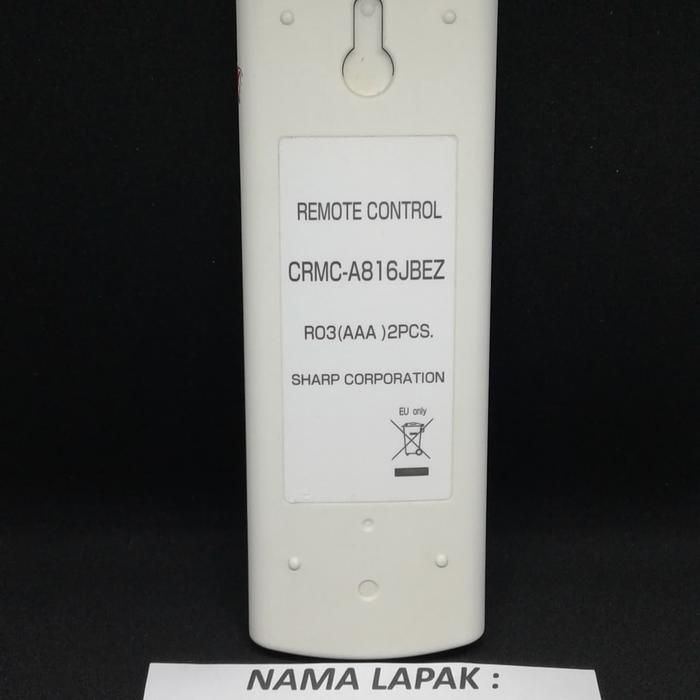 REMOTE CONTROL
CRMC-A816JBEZ
R03(AAA )2PCS.
SHARP CORPORATION
EU only
NAMA LAPAK :